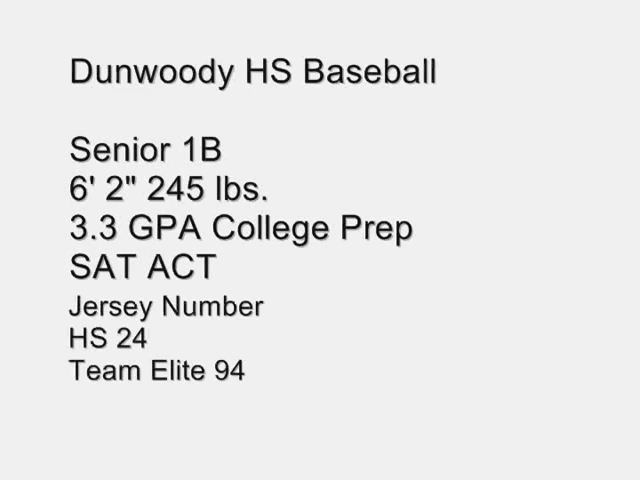 Dunwoody HS Baseball
Senior 1B
6' 2" 245 lbs.
3.3 GPA College Prep
SAT ACT
Jersey Number
HS 24
Team Elite 94